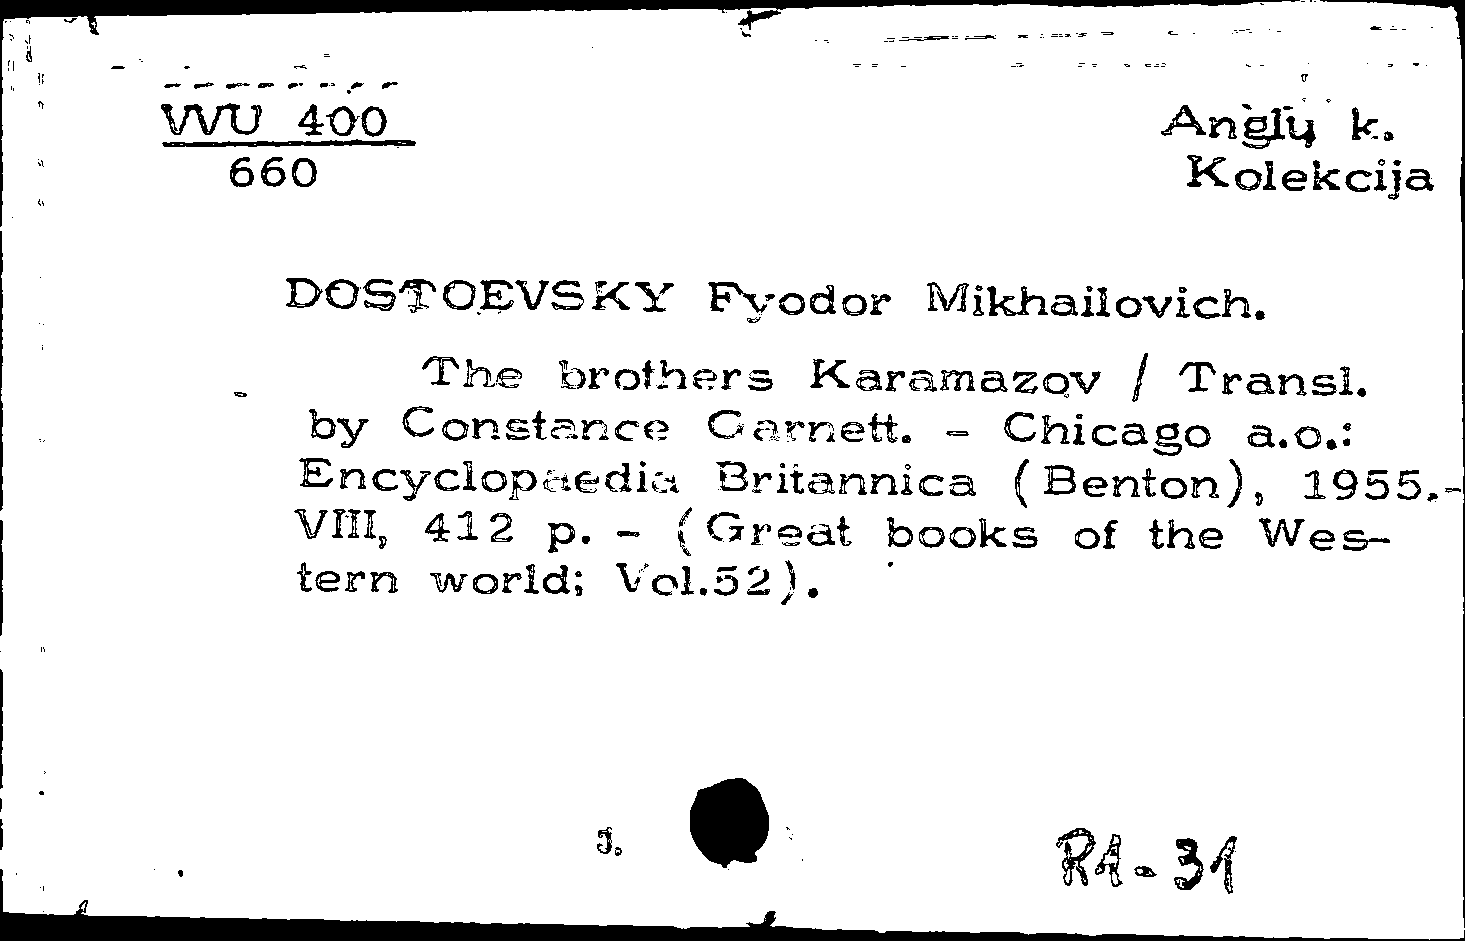 VVU 400
660
Anglų k.
Kolekcija
DOSTOEVSKY Fyodor Mikhailovich.
The brothers Karamazov / Transl.
by Constance Garnett. - Chicago a.o.:
Encyclopaedia Britannica (Benton), 1955.-
VIII, 412 p. - (Great books of the Wes-
tern world; Vol.52).
J.
R1-31